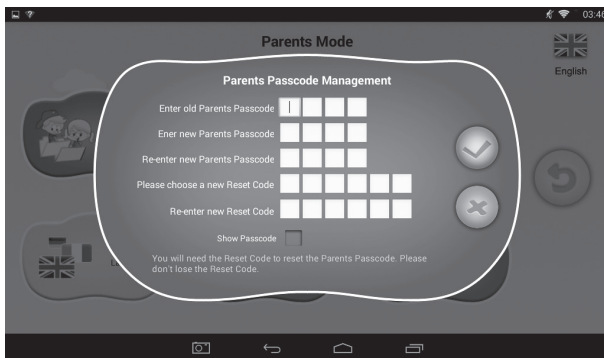 03:46
Parents Mode
English
Parents Passcode Management
Enter old Parents Passcode
Ener new Parents Passcode
Re-enter new Parents Passcode
Please choose a new Reset Code
Re-enter new Reset Code
Show Passcode
You will need the Reset Code to reset the Parents Passcode. Please
don't lose the Reset Code.